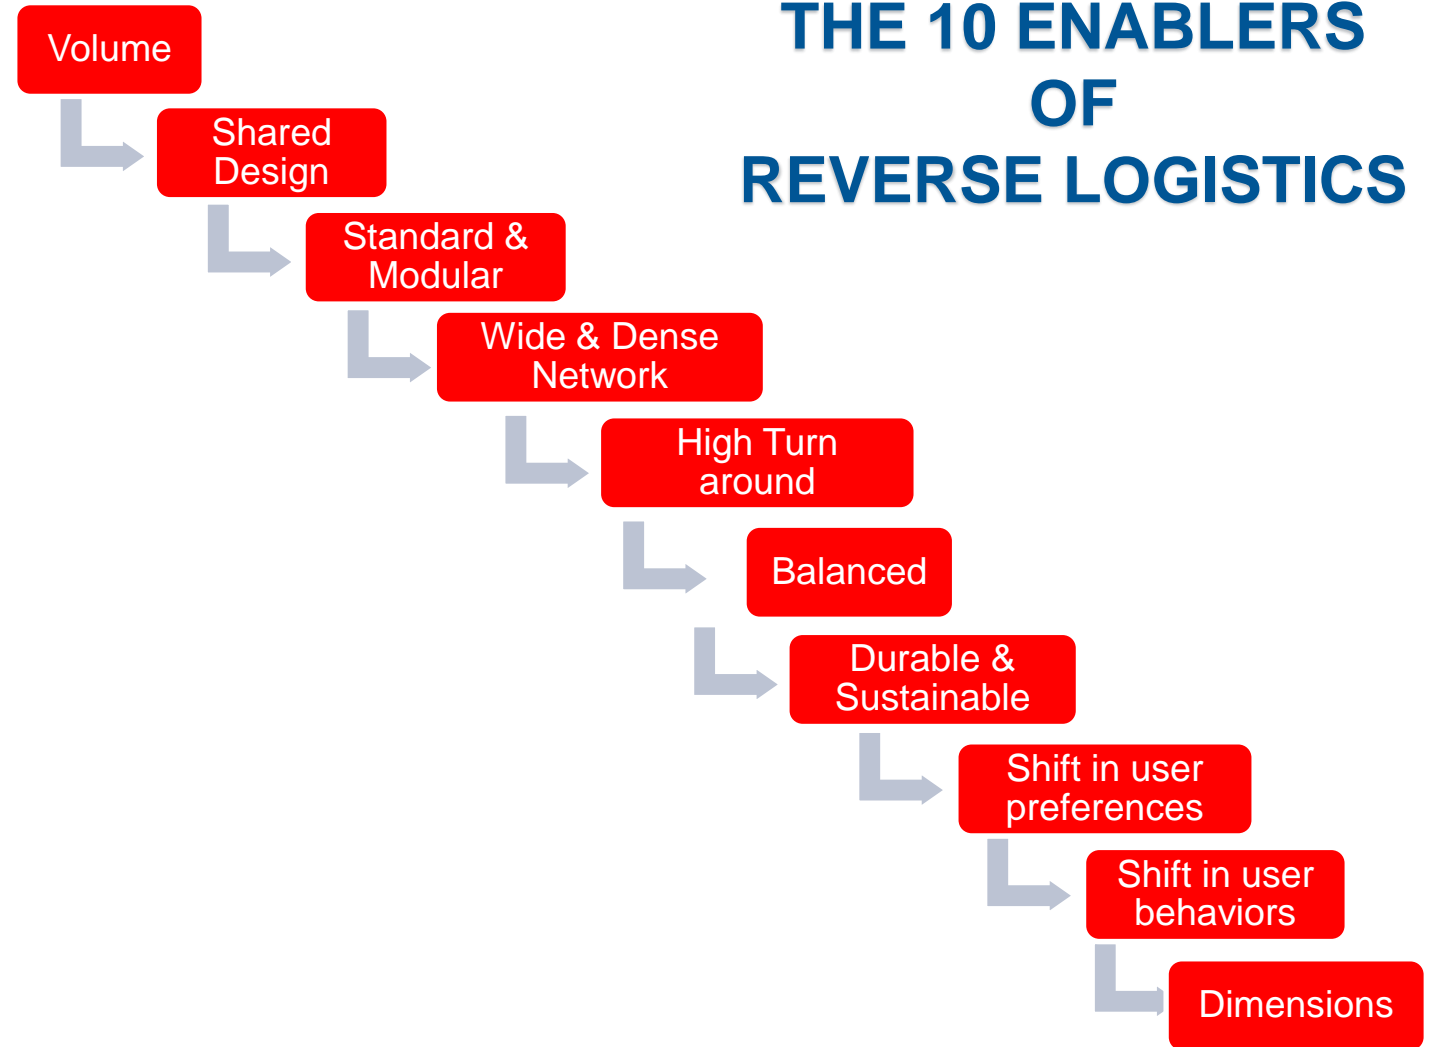 THE 10 ENABLERS
OF
REVERSE LOGISTICS
Volume
Shared
Design
Standard &
Modular
Wide & Dense
Network
High Turn
around
Balanced
Durable &
Sustainable
Shift in user
preferences
Shift in user
behaviors
Dimensions